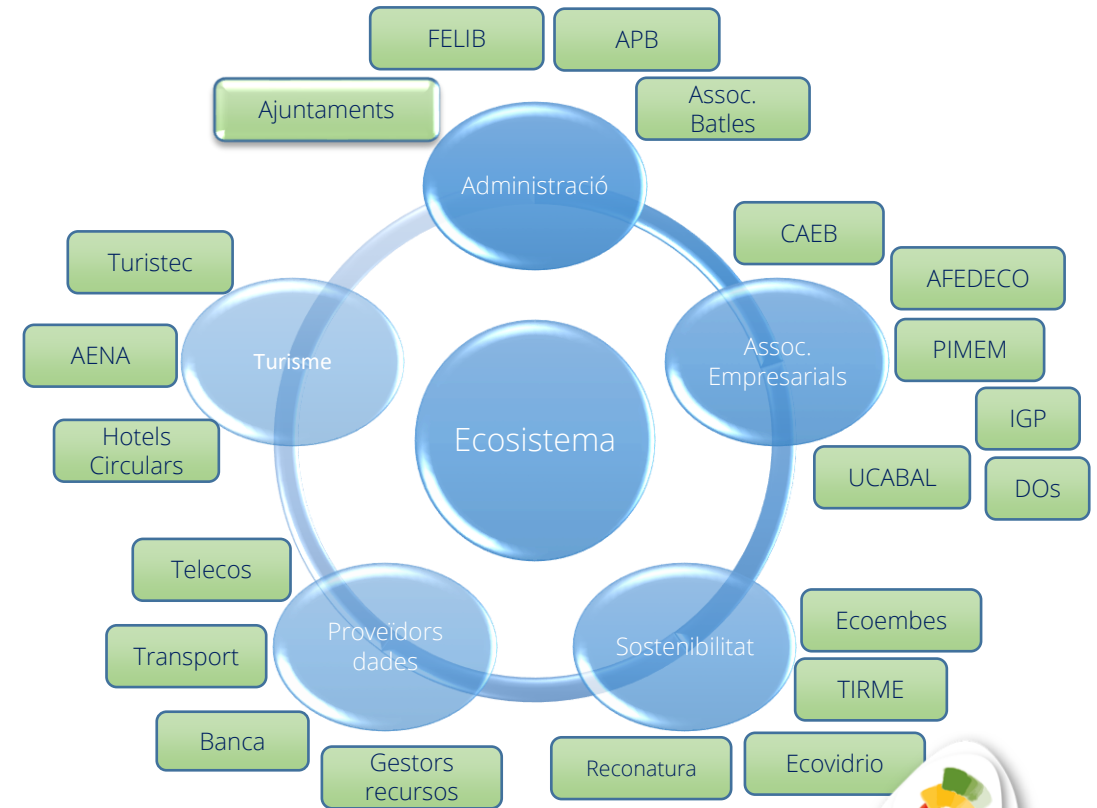 FELIB
APB
Ajuntaments
Assoc.
Batles
Administració
CAEB
Turistec
AFEDECO
AENA
Turisme
Assoc.
Empresarials
PIMEM
IGP
Hotels
Circulars
Ecosistema
UCABAL
DOs
Telecos
Proveïdors
dades
Sostenibilitat
Ecoembes
Transport
TIRME
Banca
Gestors
recursos
Reconatura
Ecovidrio